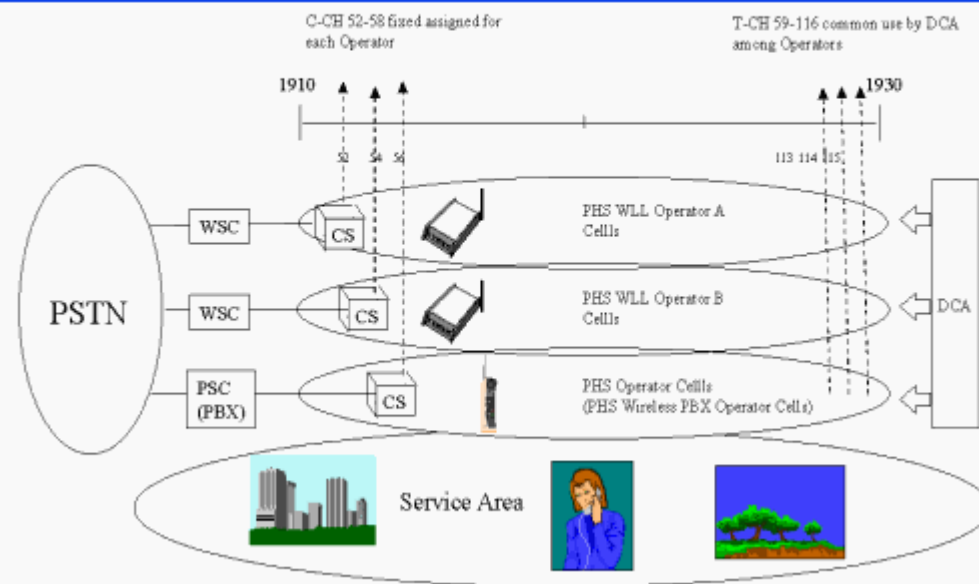 C-CH 52-58 fixed assigned for
each Operator
T-CH 59-116 common use by DCA
among Operators
1910
1930
52
54
56
113 114 115
PHS WLL Operator A
Cellls
WSC
CS
PSTN
WSC
CS
PHS WLL Operator B
Cellls
DCA
PSC
(PBX)
CS
PHS Operator Cellls
(PHS Wireless PBX Operator Cells)
Service Area